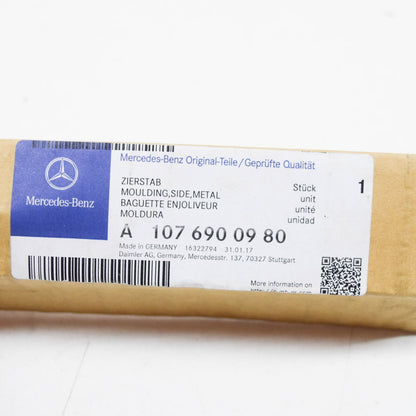 Mercedes-Benz Original-Teile/Geprüfte Qualität
Mercedes-Benz
ZIERSTAB
MOULDING,SIDE,METAL
BAGUETTE ENJOLIVEUR
MOLDURA
Stück
unit
unité
unidad
1
A 107 690 09 80
Made in GERMANY 16322794 31.01.17
Daimler AG, Germany, Mercedesstr. 137, 70327 Stuttgart
More information on